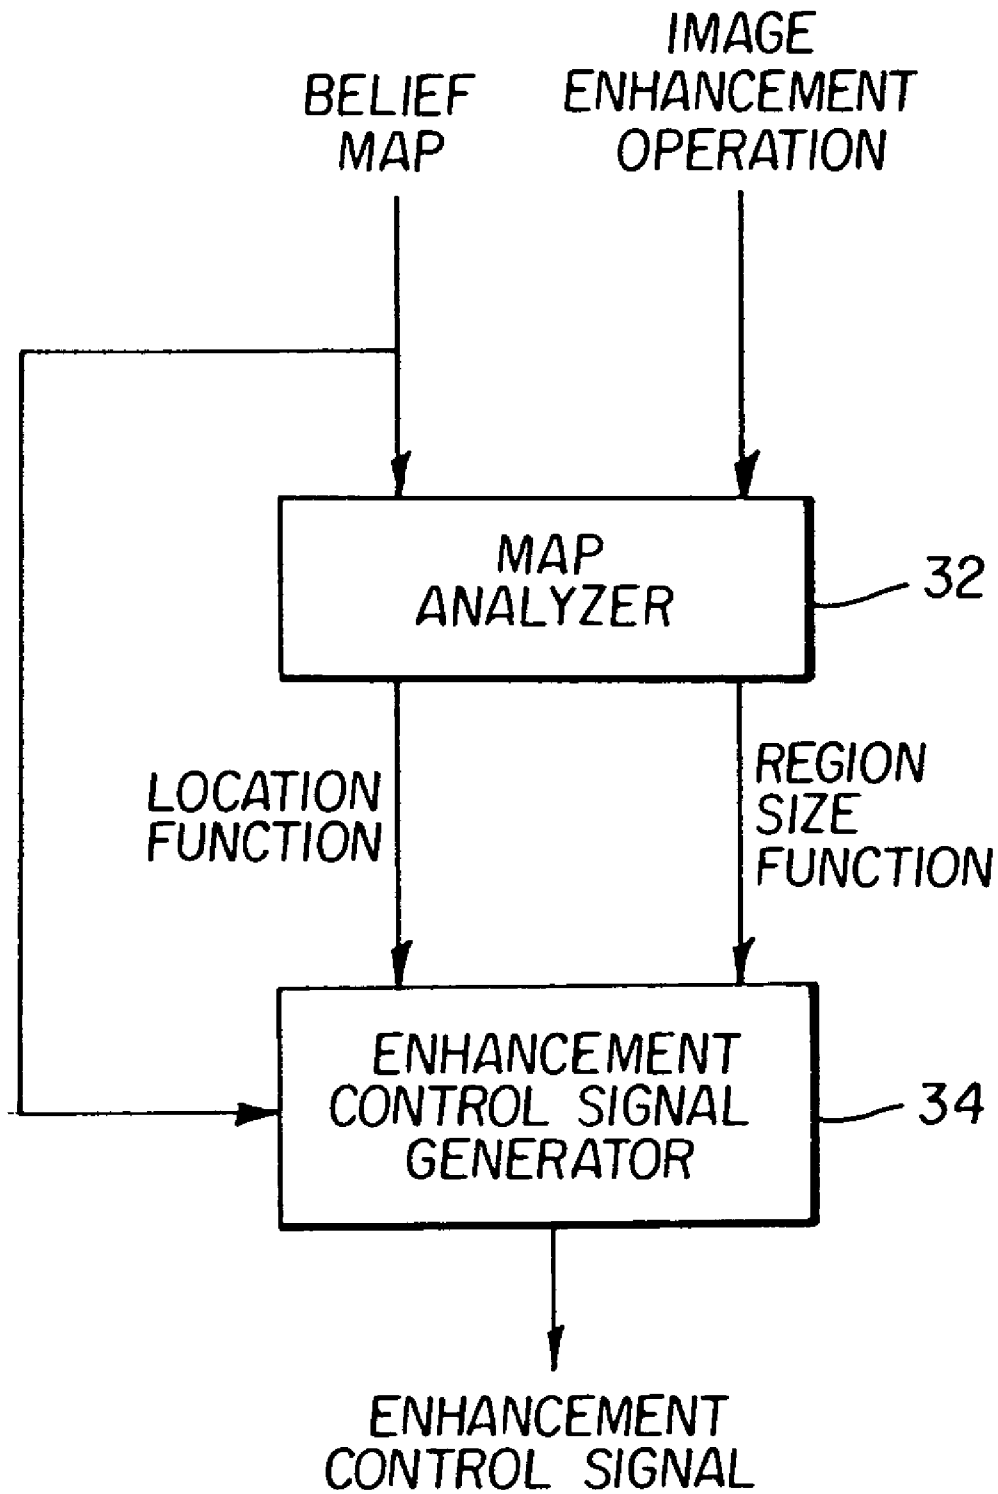 BELIEF
MAP
IMAGE
ENHANCEMENT
OPERATION
MAP
ANALYZER
32
LOCATION
FUNCTION
REGION
SIZE
FUNCTION
ENHANCEMENT
CONTROL SIGNAL
GENERATOR
34
ENHANCEMENT
CONTROL SIGNAL